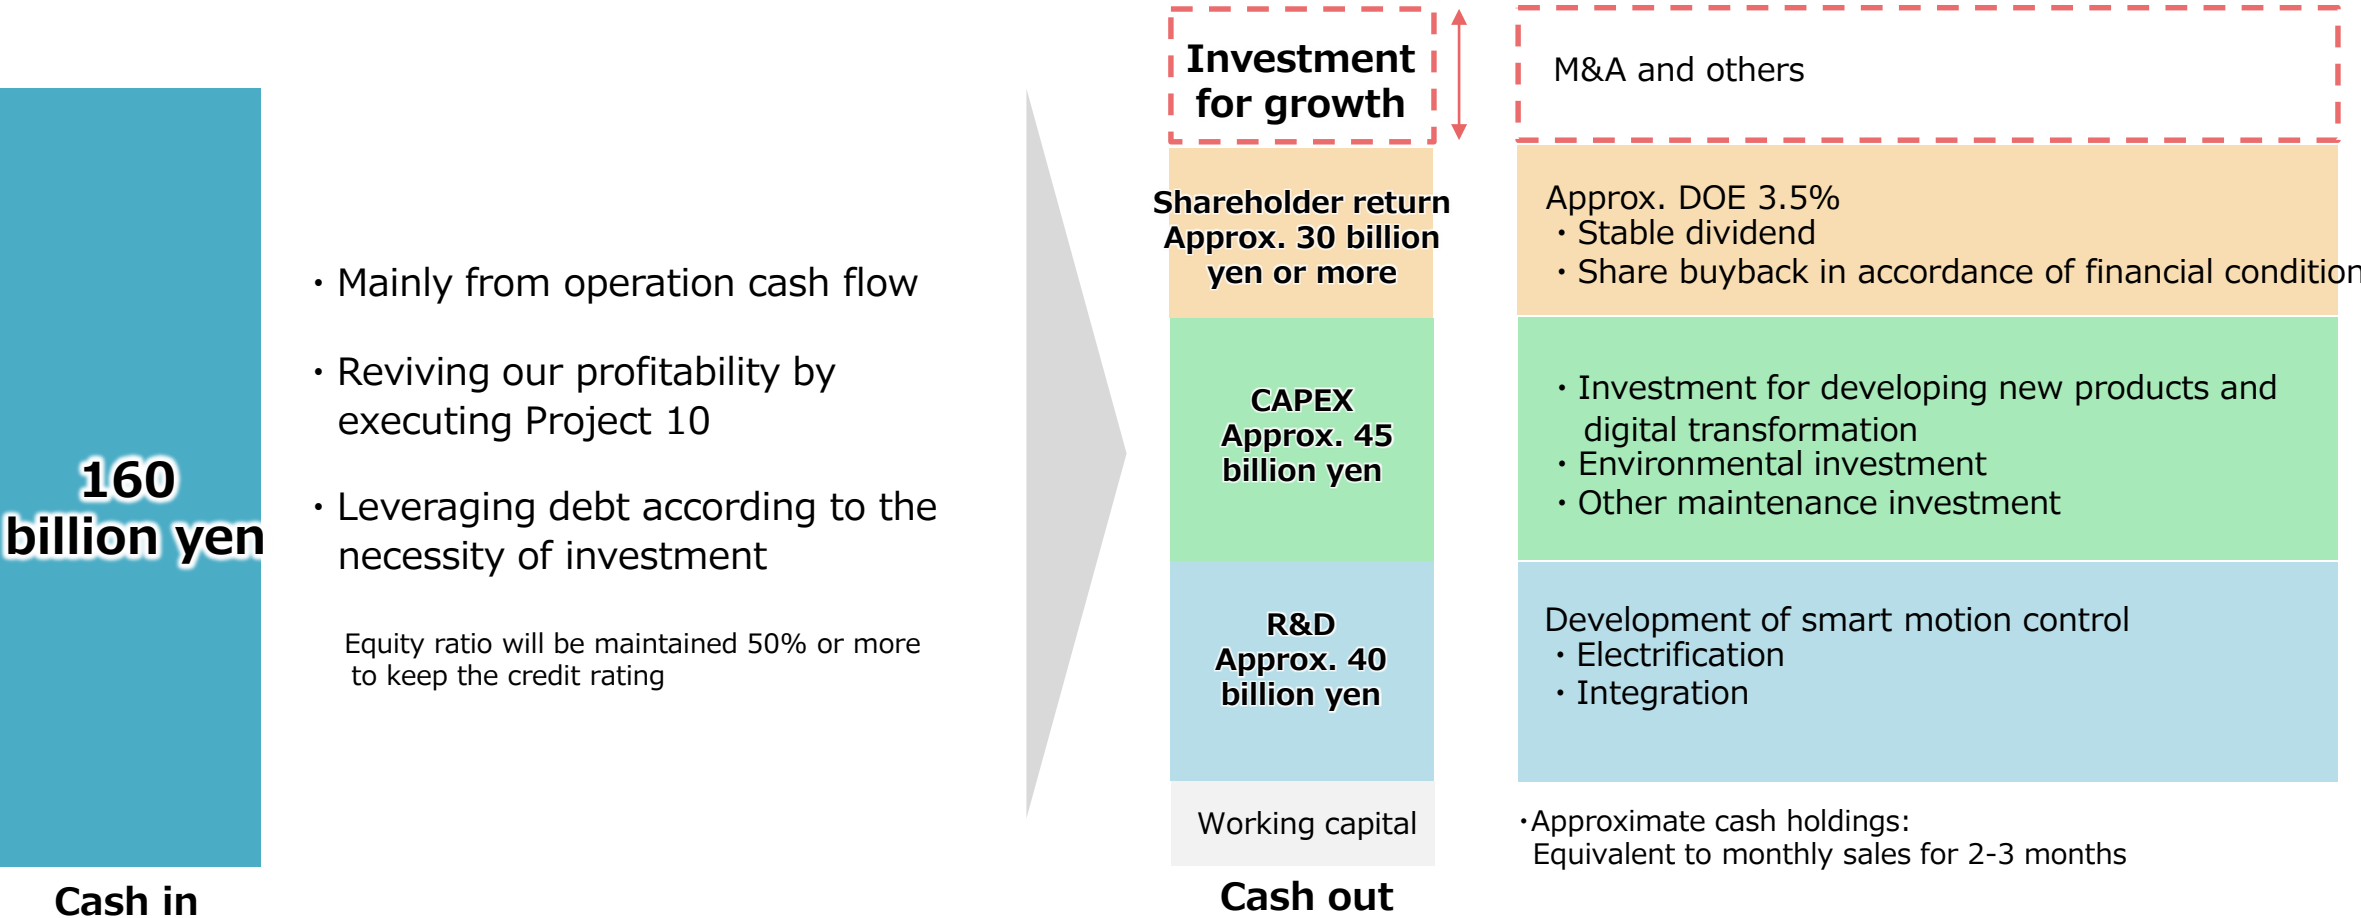 160
billion yen
Cash in
・Mainly from operation cash flow
・Reviving our profitability by
executing Project 10
・Leveraging debt according to the
necessity of investment
Equity ratio will be maintained 50% or more
to keep the credit rating
Investment
for growth
Shareholder return
Approx. 30 billion
yen or more
CAPEX
Approx. 45
billion yen
R&D
Approx. 40
billion yen
Working capital
Cash out
M&A and others
Approx. DOE 3.5%
・Stable dividend
・Share buyback in accordance of financial condition
・Investment for developing new products and
digital transformation
・Environmental investment
・Other maintenance investment
Development of smart motion control
・Electrification
・Integration
・Approximate cash holdings:
Equivalent to monthly sales for 2-3 months